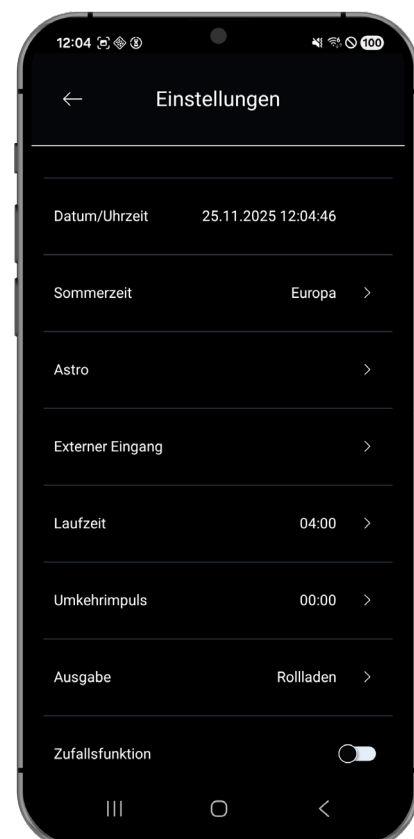 12:04 100
Einstellungen
Datum/Uhrzeit 25.11.2025 12:04:46
Sommerzeit Europa
Astro
Externer Eingang
Laufzeit 04:00
Umkehrimpuls 00:00
Ausgabe Rollladen
Zufallsfunktion